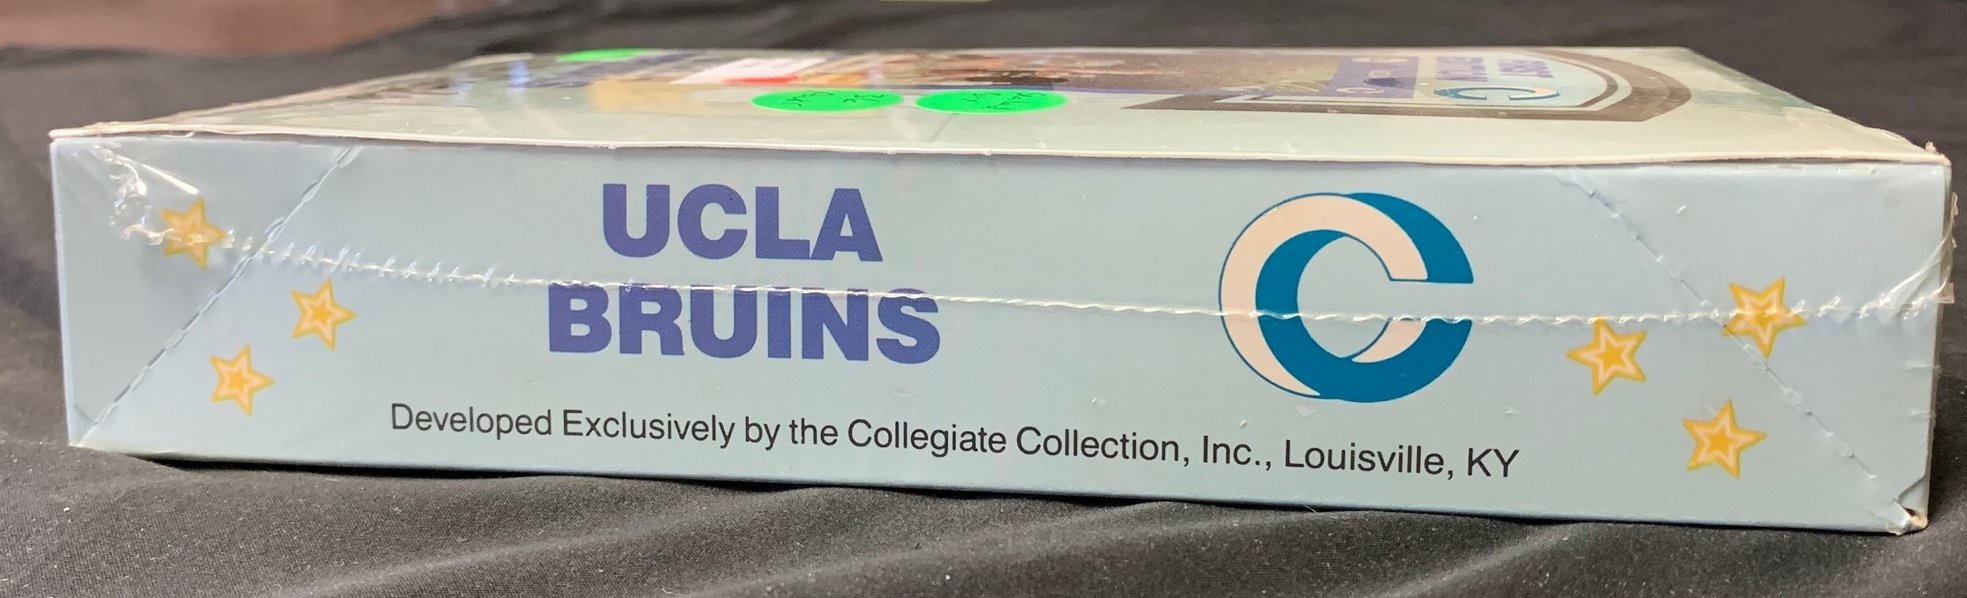 UCLA
BRUINS
Developed Exclusively by the Collegiate Collection, Inc., Louisville, KY